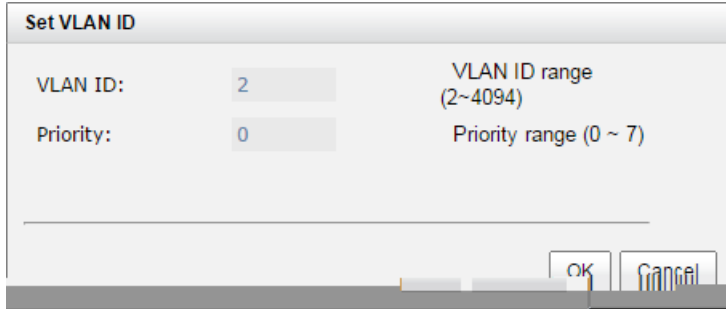 Set VLAN ID
VLAN ID: 2 VLAN ID range
(2~4094)
Priority: 0 Priority range (0 ~ 7)
OK Cancel